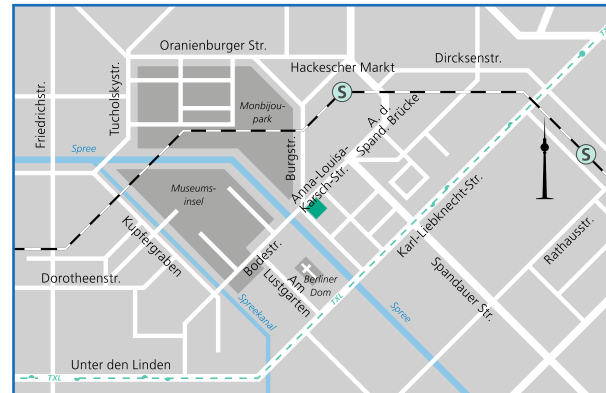 Oranienburger Str.
Hackescher Markt
Dircksenstr.
TXL
S
Friedrichstr.
Tucholskystr.
Monbijou-
park
Burgstr.
A. d.
Spand. Brücke
S
Spree
Anna-Louisa-
Karsch-Str.
Museums-
insel
Karl-Liebknecht-Str.
Rathausstr.
Kupfergraben
Bodestr.
Dorotheenstr.
Am
Lustgarten
Berliner
Dom
Spandauer Str.
Spreekanal
TXL
Spree
Unter den Linden
TXL